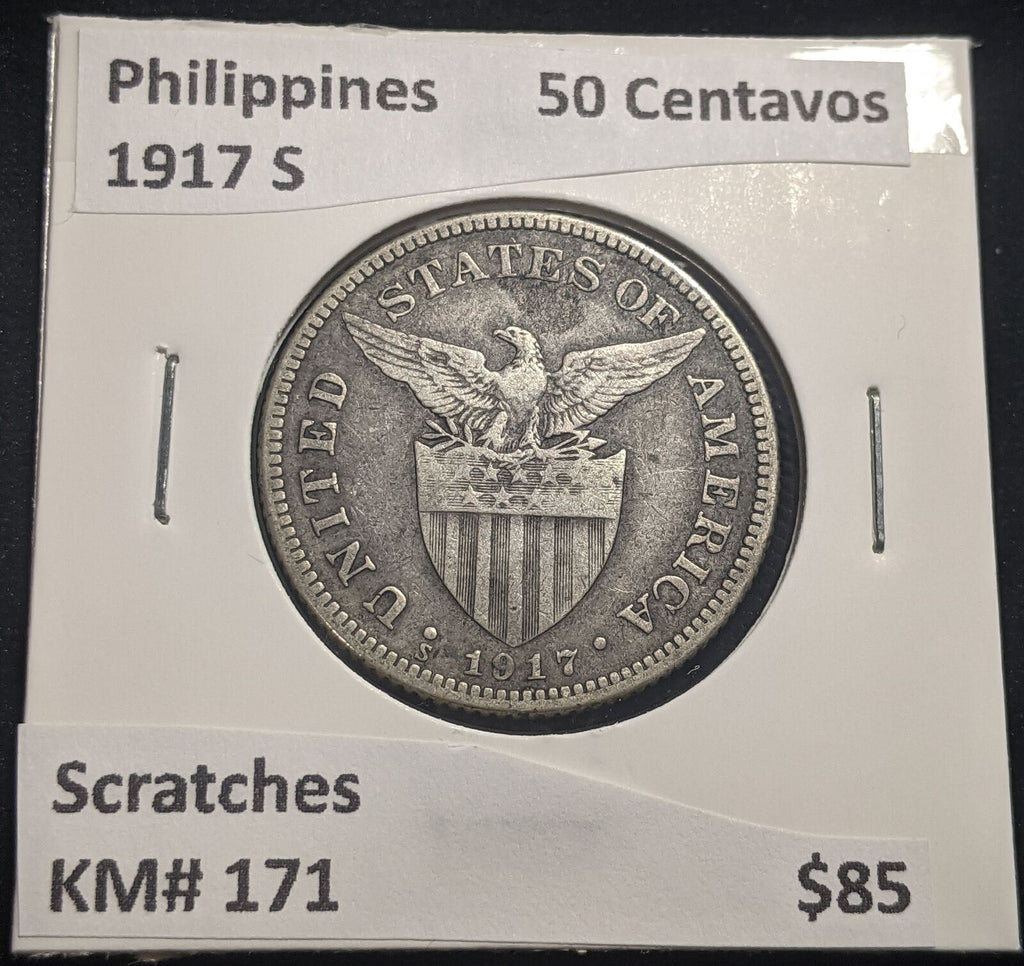 Philippines 50 Centavos
1917 S
UNITED STATES OF AMERICA
S 1917
Scratches
KM# 171 $85